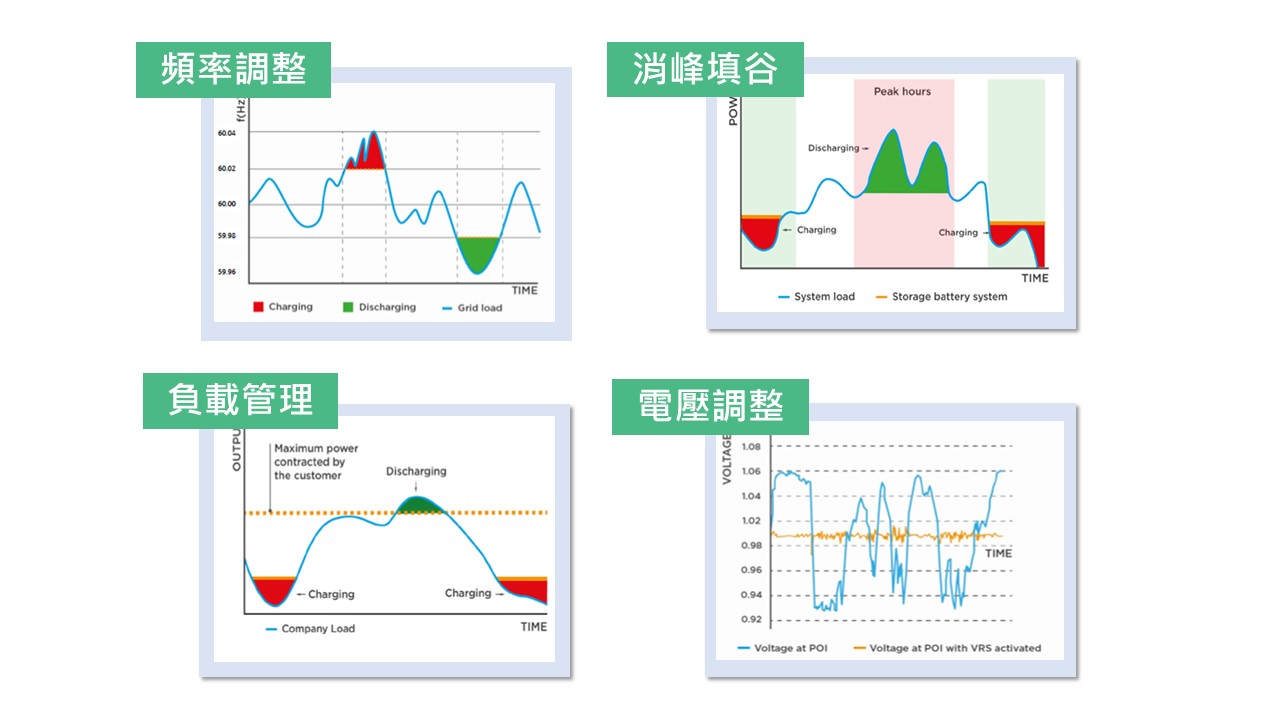 頻率調整
f(Hz
60.04
60.02
60.00
59.98
59.96
TIME
Charging
Discharging
Grid load
消峰填谷
POW
Peak hours
Discharging
Charging
Charging
TIME
System load
Storage battery system
負載管理
OUTPU
Maximum power
contracted by
the customer
Discharging
Charging
Charging
Company Load
TIME
電壓調整
VOLTAGE
1.08
1.06
1.04
1.02
0.98
0.96
0.94
0.92
TIME
Voltage at POI
Voltage at POI with VRS activated